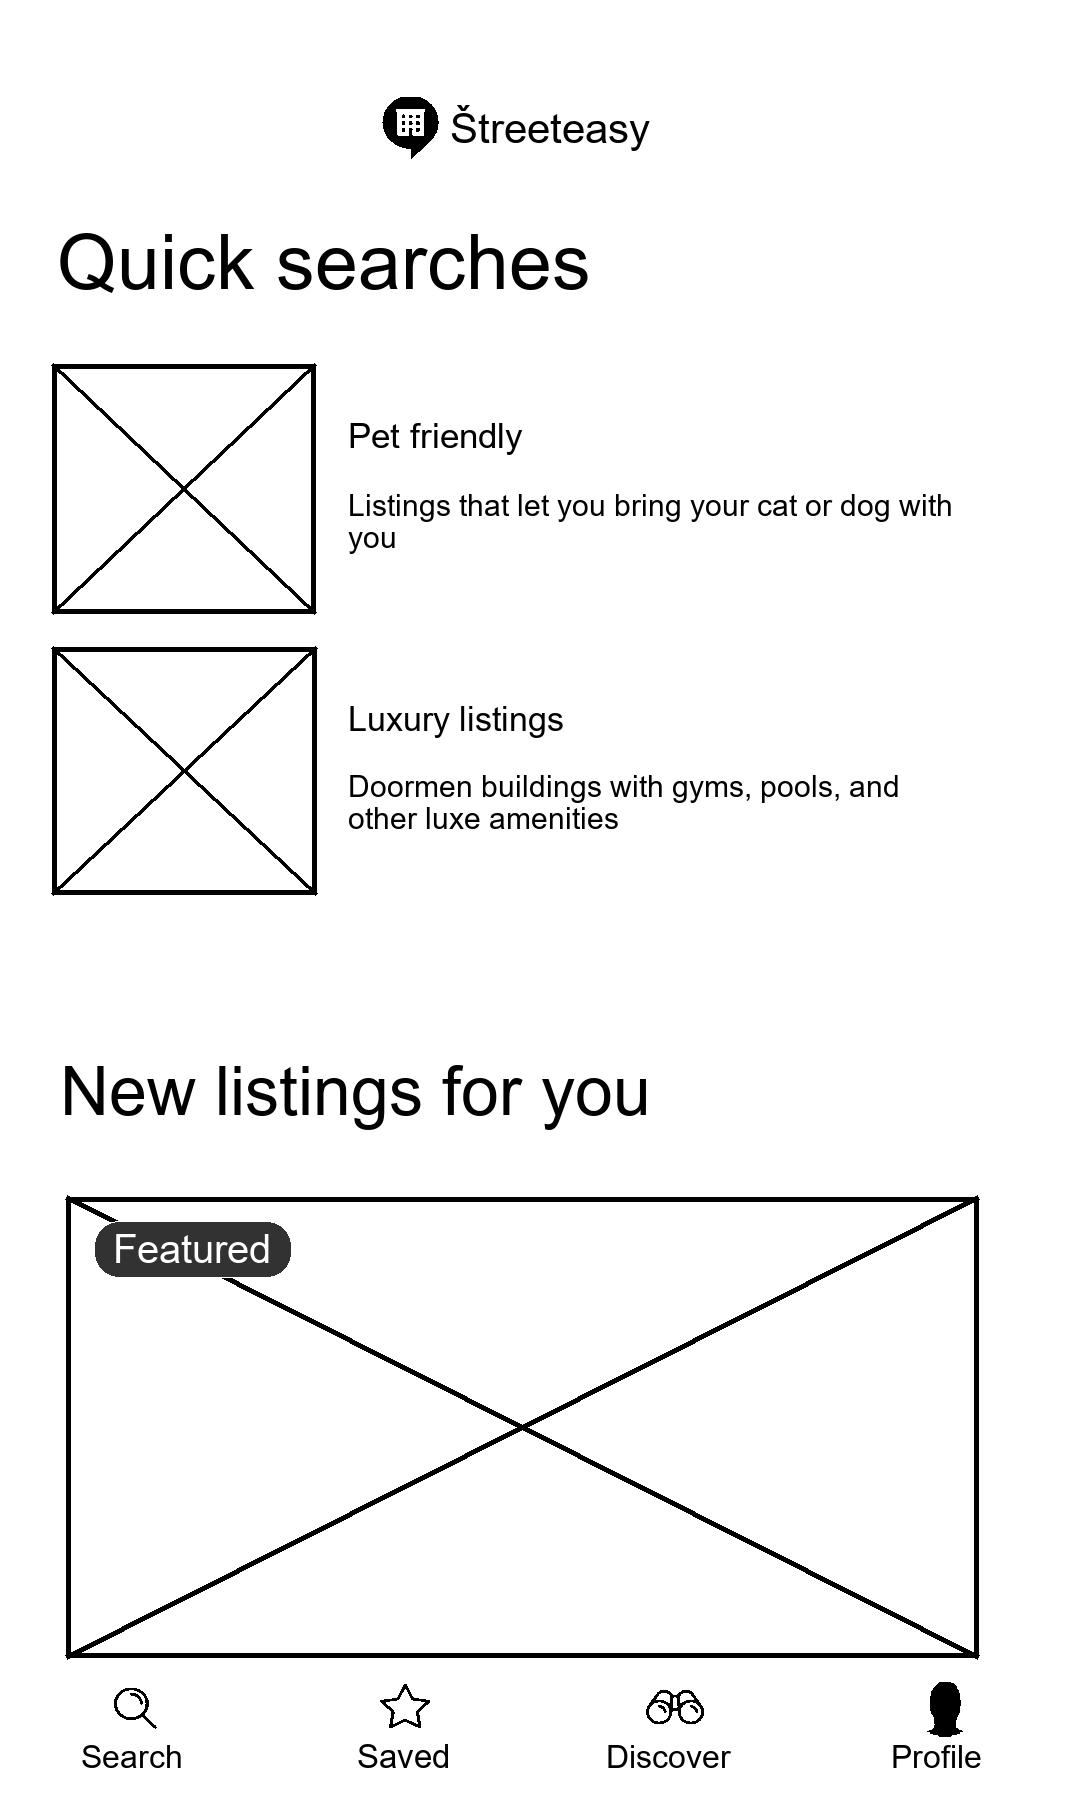 Štreeteasy
Quick searches
Pet friendly
Listings that let you bring your cat or dog with
you
Luxury listings
Doormen buildings with gyms, pools, and
other luxe amenities
New listings for you
Featured
Search
Saved
Discover
Profile